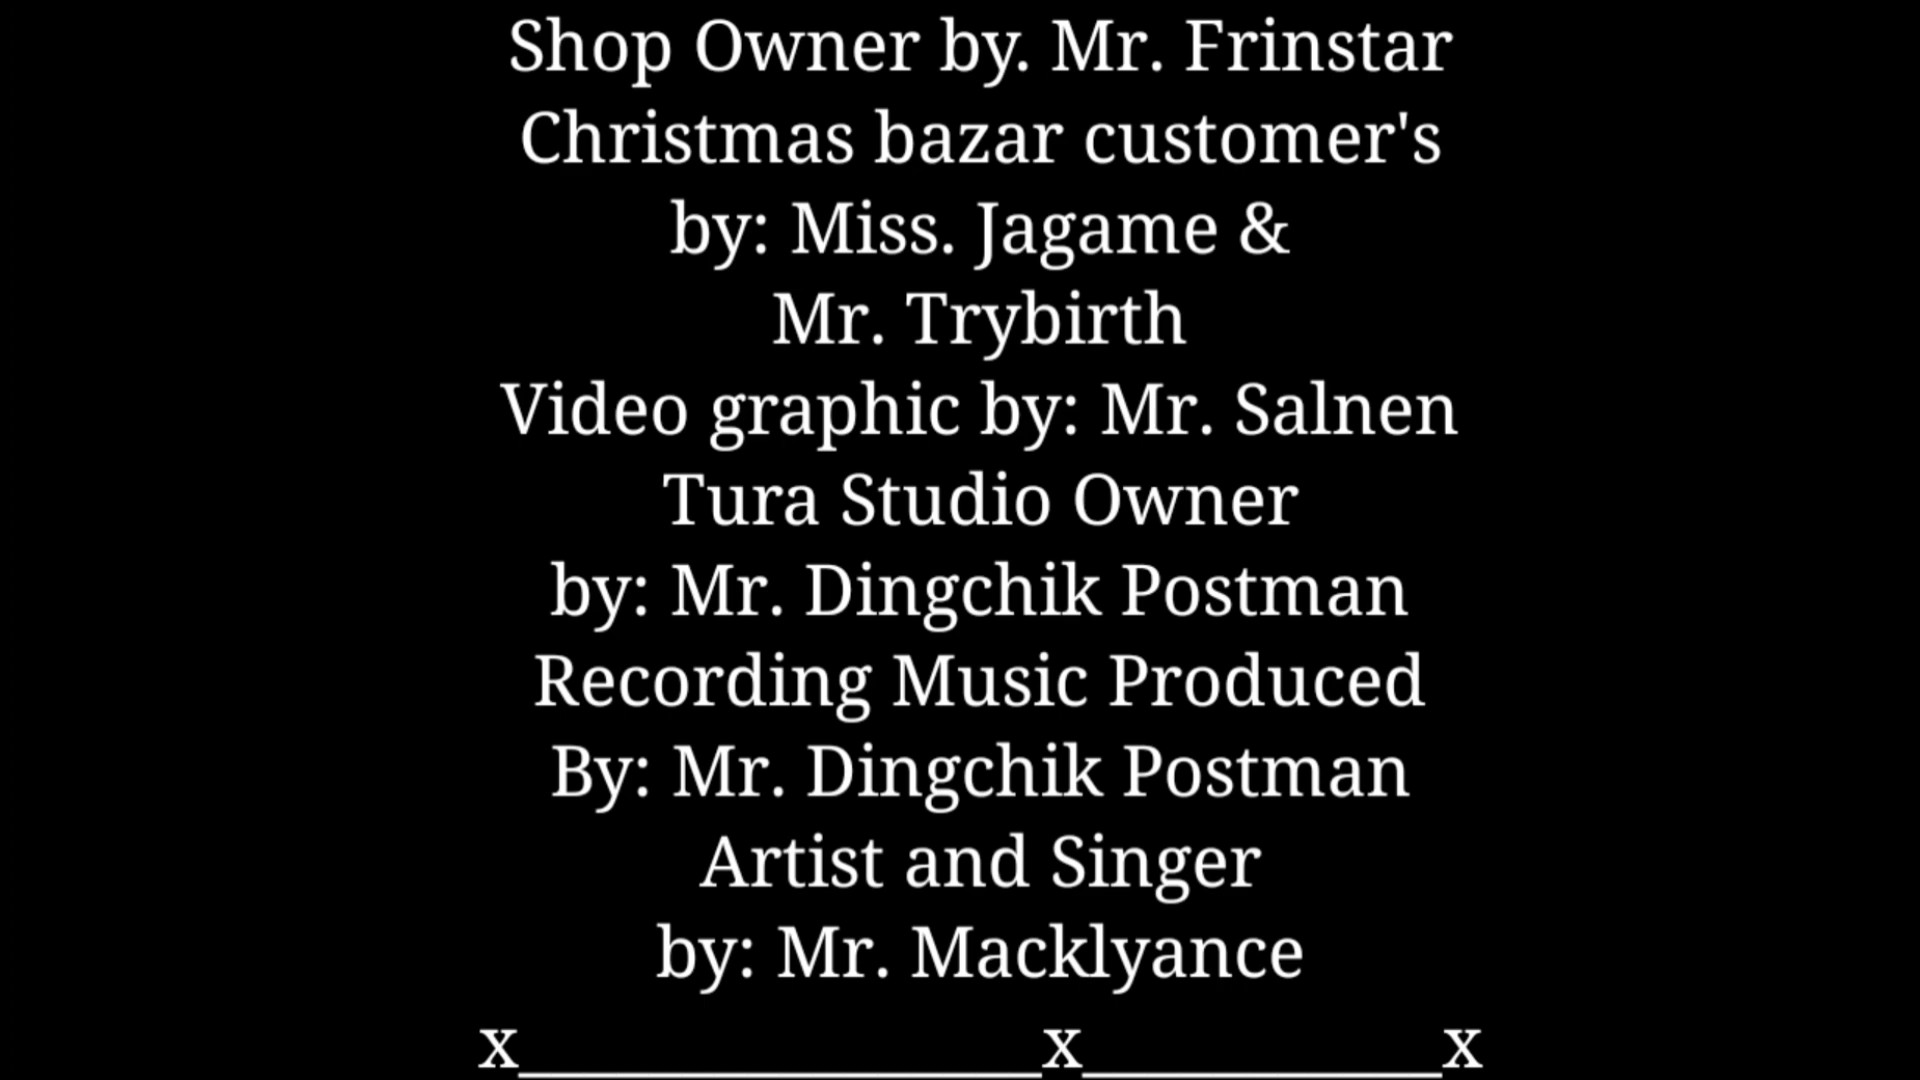 Shop Owner by. Mr. Frinstar
Christmas bazar customer's
by: Miss. Jagame &
Mr. Trybirth
Video graphic by: Mr. Salnen
Tura Studio Owner
by: Mr. Dingchik Postman
Recording Music Produced
By: Mr. Dingchik Postman
Artist and Singer
by: Mr. Macklyance
x________________x___________x